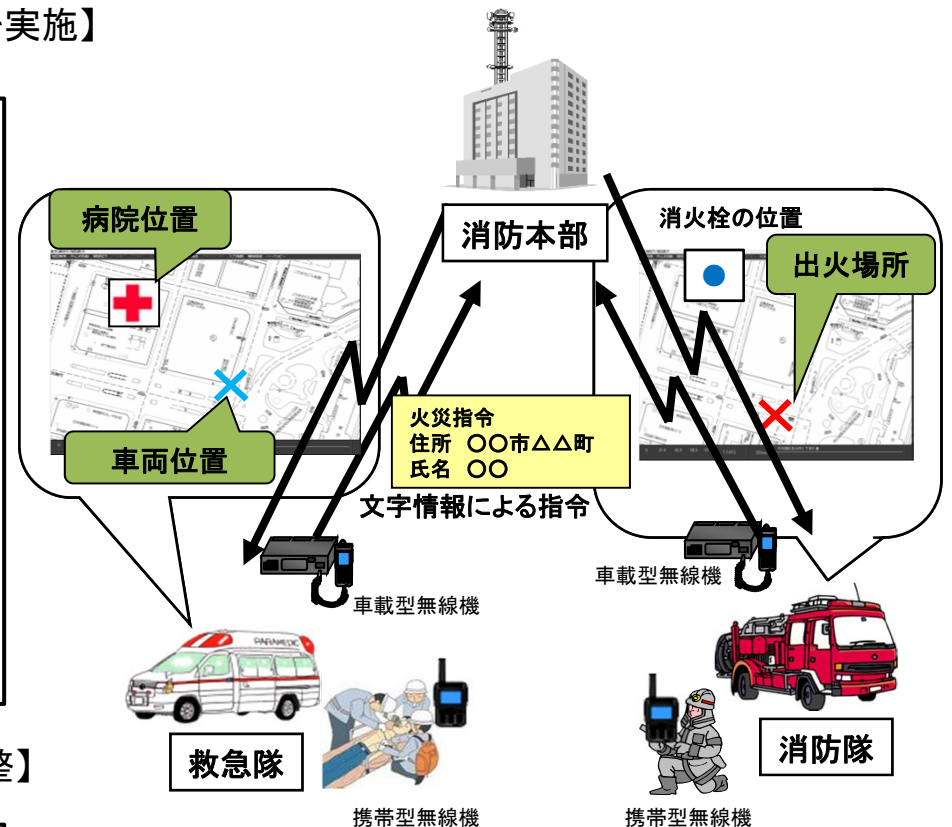 実施】
病院位置
消防本部
消火栓の位置
出火場所
車両位置
火災指令
住所 〇〇市△△町
氏名 〇〇
文字情報による指令
車載型無線機
車載型無線機
PARAMEDIC
救急隊
消防隊
整】
携帯型無線機
携帯型無線機